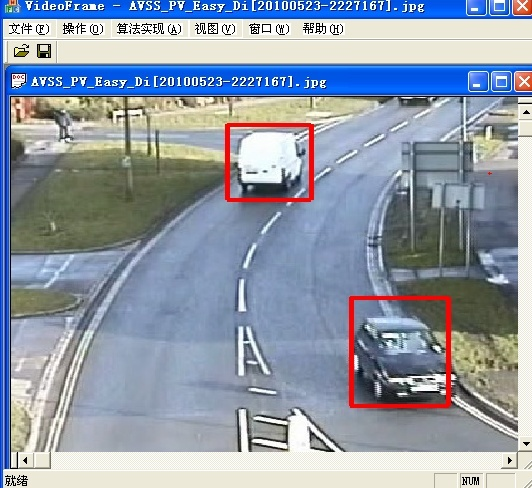 VideoFrame - AVSS_PV_Easy_Di[20100523-2227167].jpg
文件(F) 操作(O) 算法实现(A) 视图(V) 窗口(W) 帮助(H)
AVSS_PV_Easy_Di[20100523-2227167].jpg
就绪
NUM